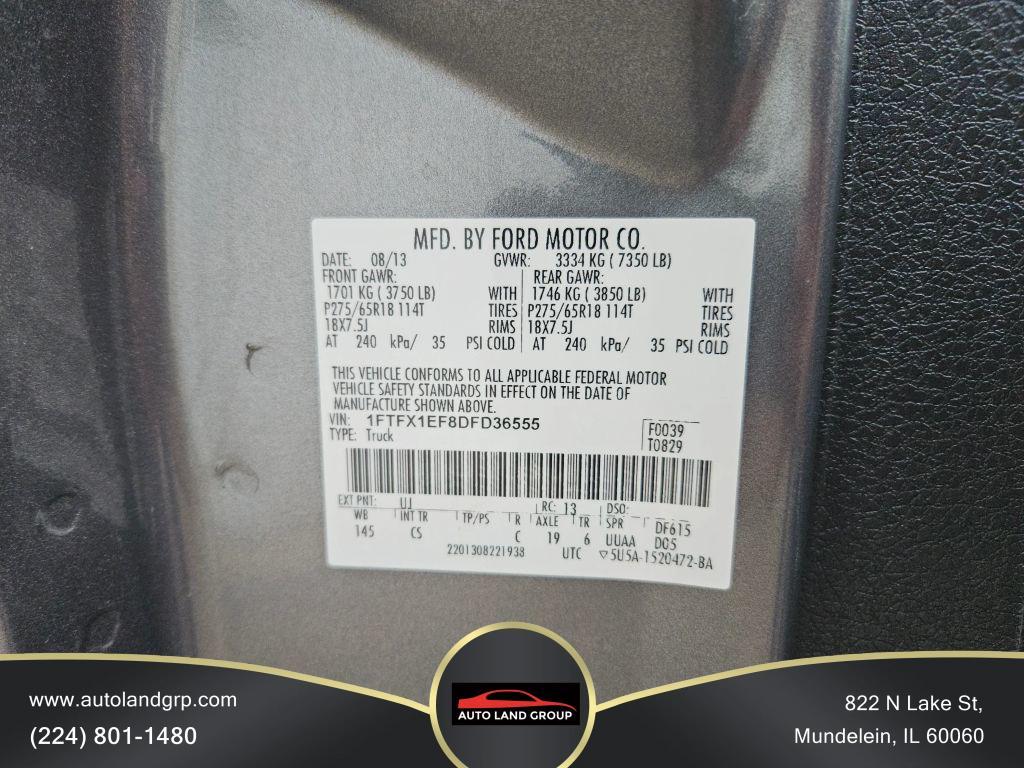 MFD. BY FORD MOTOR CO.
DATE: 08/13 GVWR: 3334 KG ( 7350 LB)
FRONT GAWR: REAR GAWR:
1701 KG ( 3750 LB) WITH 1746 KG ( 3850 LB) WITH
P275/65R18 114T TIRES P275/65R18 114T TIRES
18X7.5J RIMS 18X7.5J RIMS
AT 240 kPa/ 35 PSI COLD AT 240 kPa/ 35 PSI COLD
THIS VEHICLE CONFORMS TO ALL APPLICABLE FEDERAL MOTOR
VEHICLE SAFETY STANDARDS IN EFFECT ON THE DATE OF
MANUFACTURE SHOWN ABOVE.
VIN: 1FTFX1EF8DFD36555 F0039
TYPE: Truck T0829
EXT PNT: UJ RC: 13 DSO:
WB INT TR TP/PS R AXLE TR SPR DF615
145 CS C 19 6 UUAA DG5
2201308221938 UTC ▽5U5A-1520472-BA
www.autolandgrp.com
(224) 801-1480
AUTO LAND GROUP
822 N Lake St,
Mundelein, IL 60060